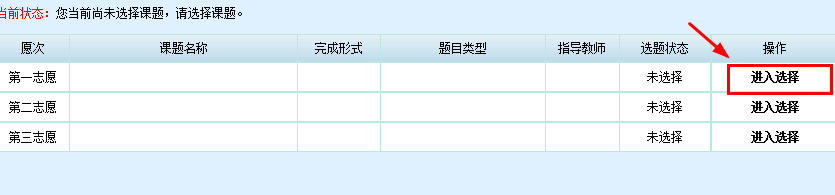 当前状态：您当前尚未选择课题，请选择课题。
愿次 课题名称 完成形式 题目类型 指导教师 选题状态 操作
第一志愿 未选择 进入选择
第二志愿 未选择 进入选择
第三志愿 未选择 进入选择